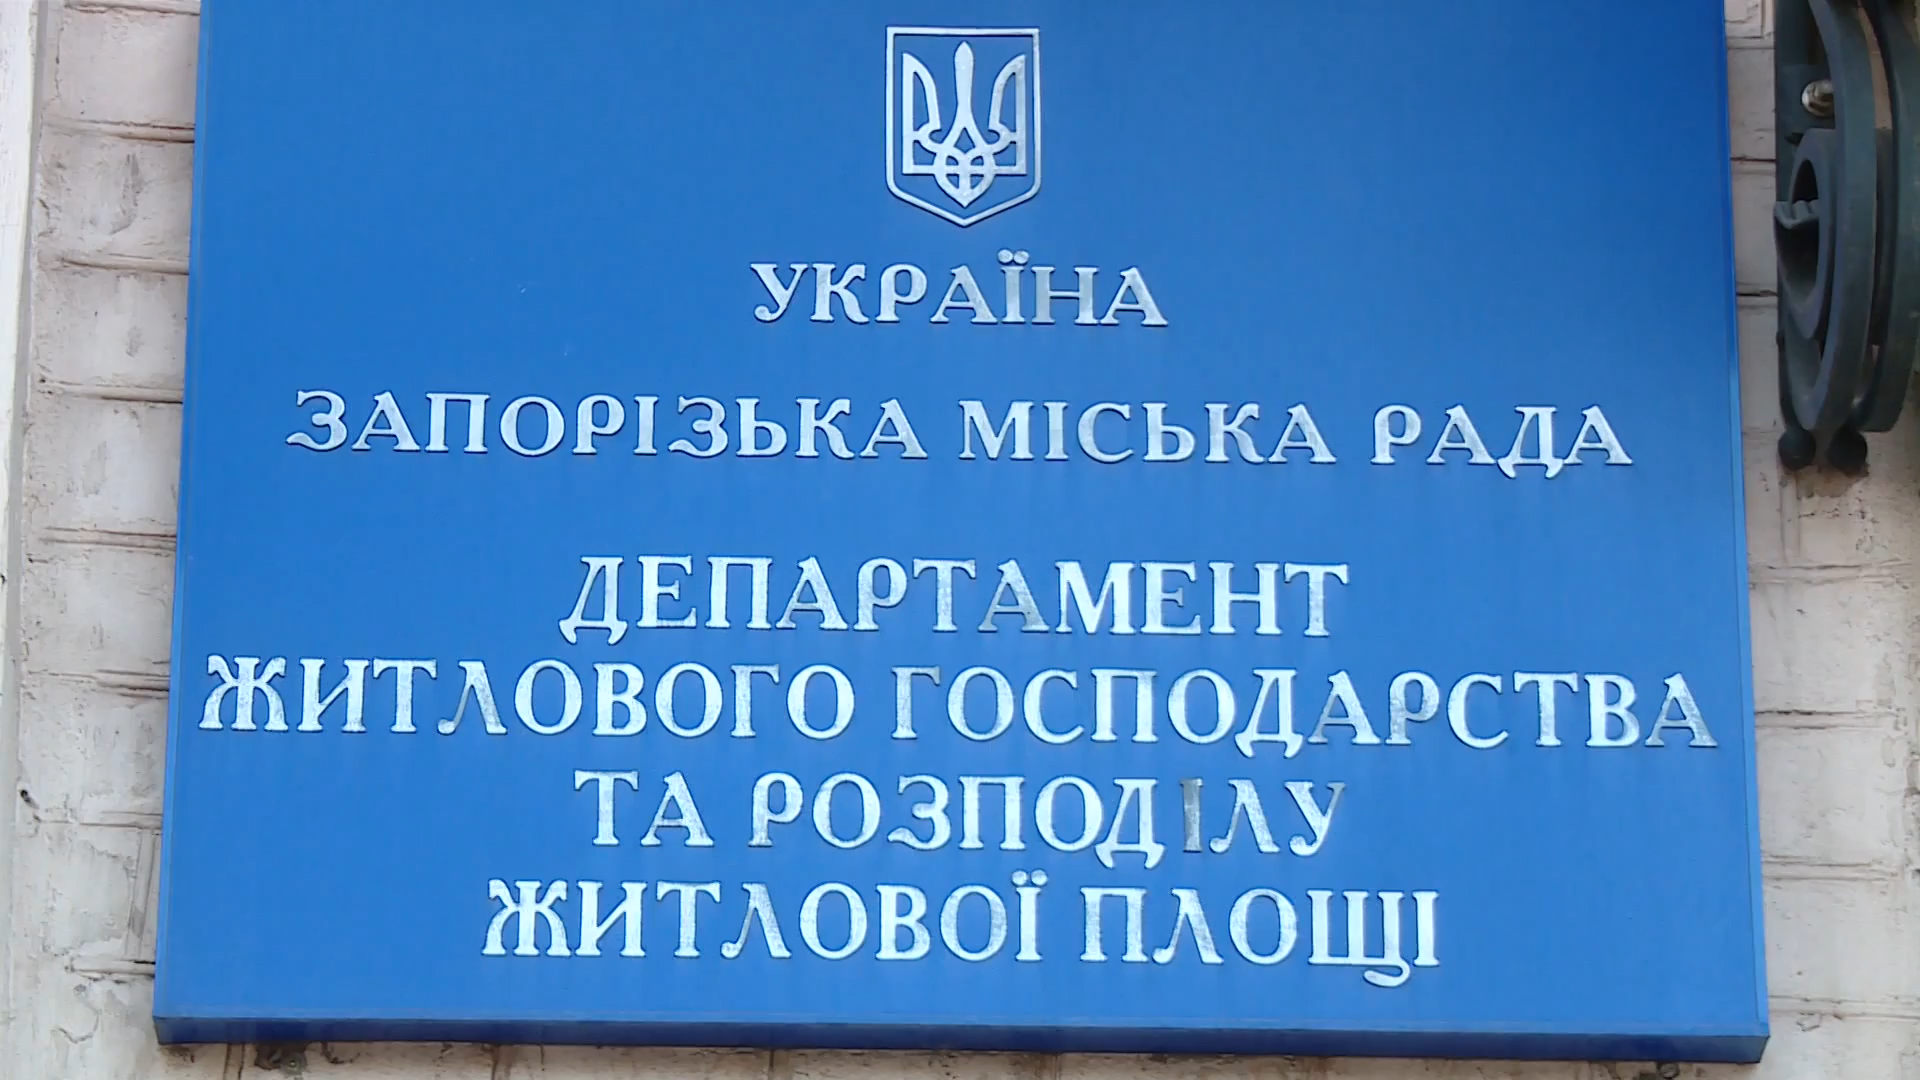 УКРАЇНА
ЗАПОРІЗЬКА МІСЬКА РАДА
ДЕПАРТАМЕНТ
ЖИТЛОВОГО ГОСПОДАРСТВА
ТА РОЗПОДІЛУ
ЖИТЛОВОЇ ПЛОЩІ